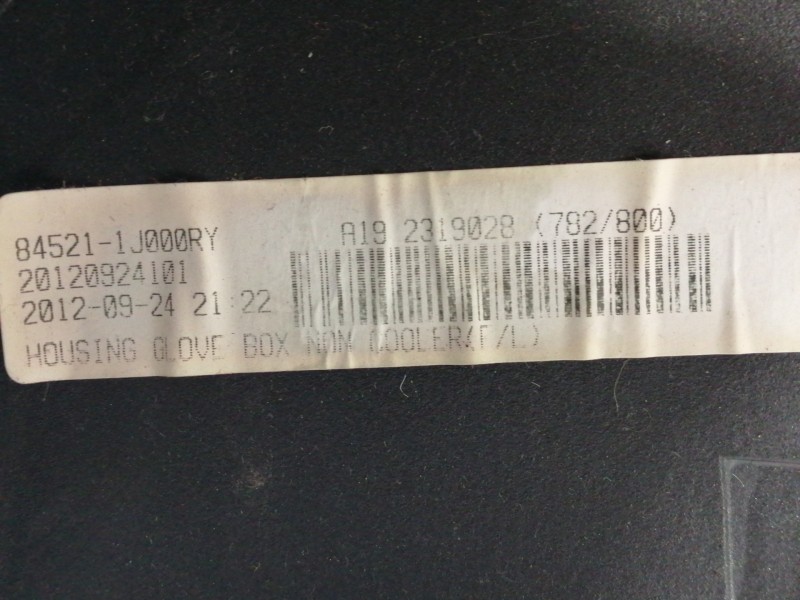 84521-1J000RY
20120924101
2012-09-24 21:22
HOUSING GLOVE BOX NON COOLER(F/L)
A19 2319028 (782/800)